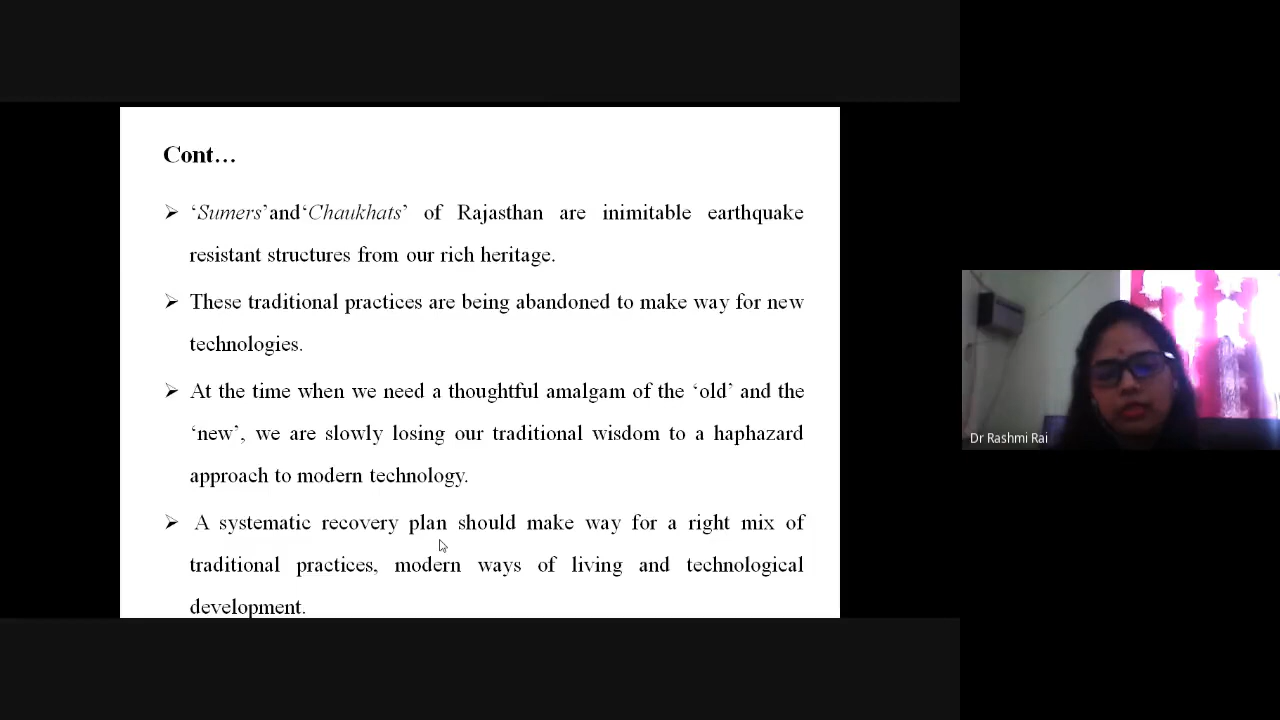 Cont…
➢ ‘Sumers’and‘Chaukhats’ of Rajasthan are inimitable earthquake
resistant structures from our rich heritage.
➢ These traditional practices are being abandoned to make way for new
technologies.
➢ At the time when we need a thoughtful amalgam of the ‘old’ and the
‘new’, we are slowly losing our traditional wisdom to a haphazard
approach to modern technology.
➢ A systematic recovery plan should make way for a right mix of
traditional practices, modern ways of living and technological
development.
Dr Rashmi Rai